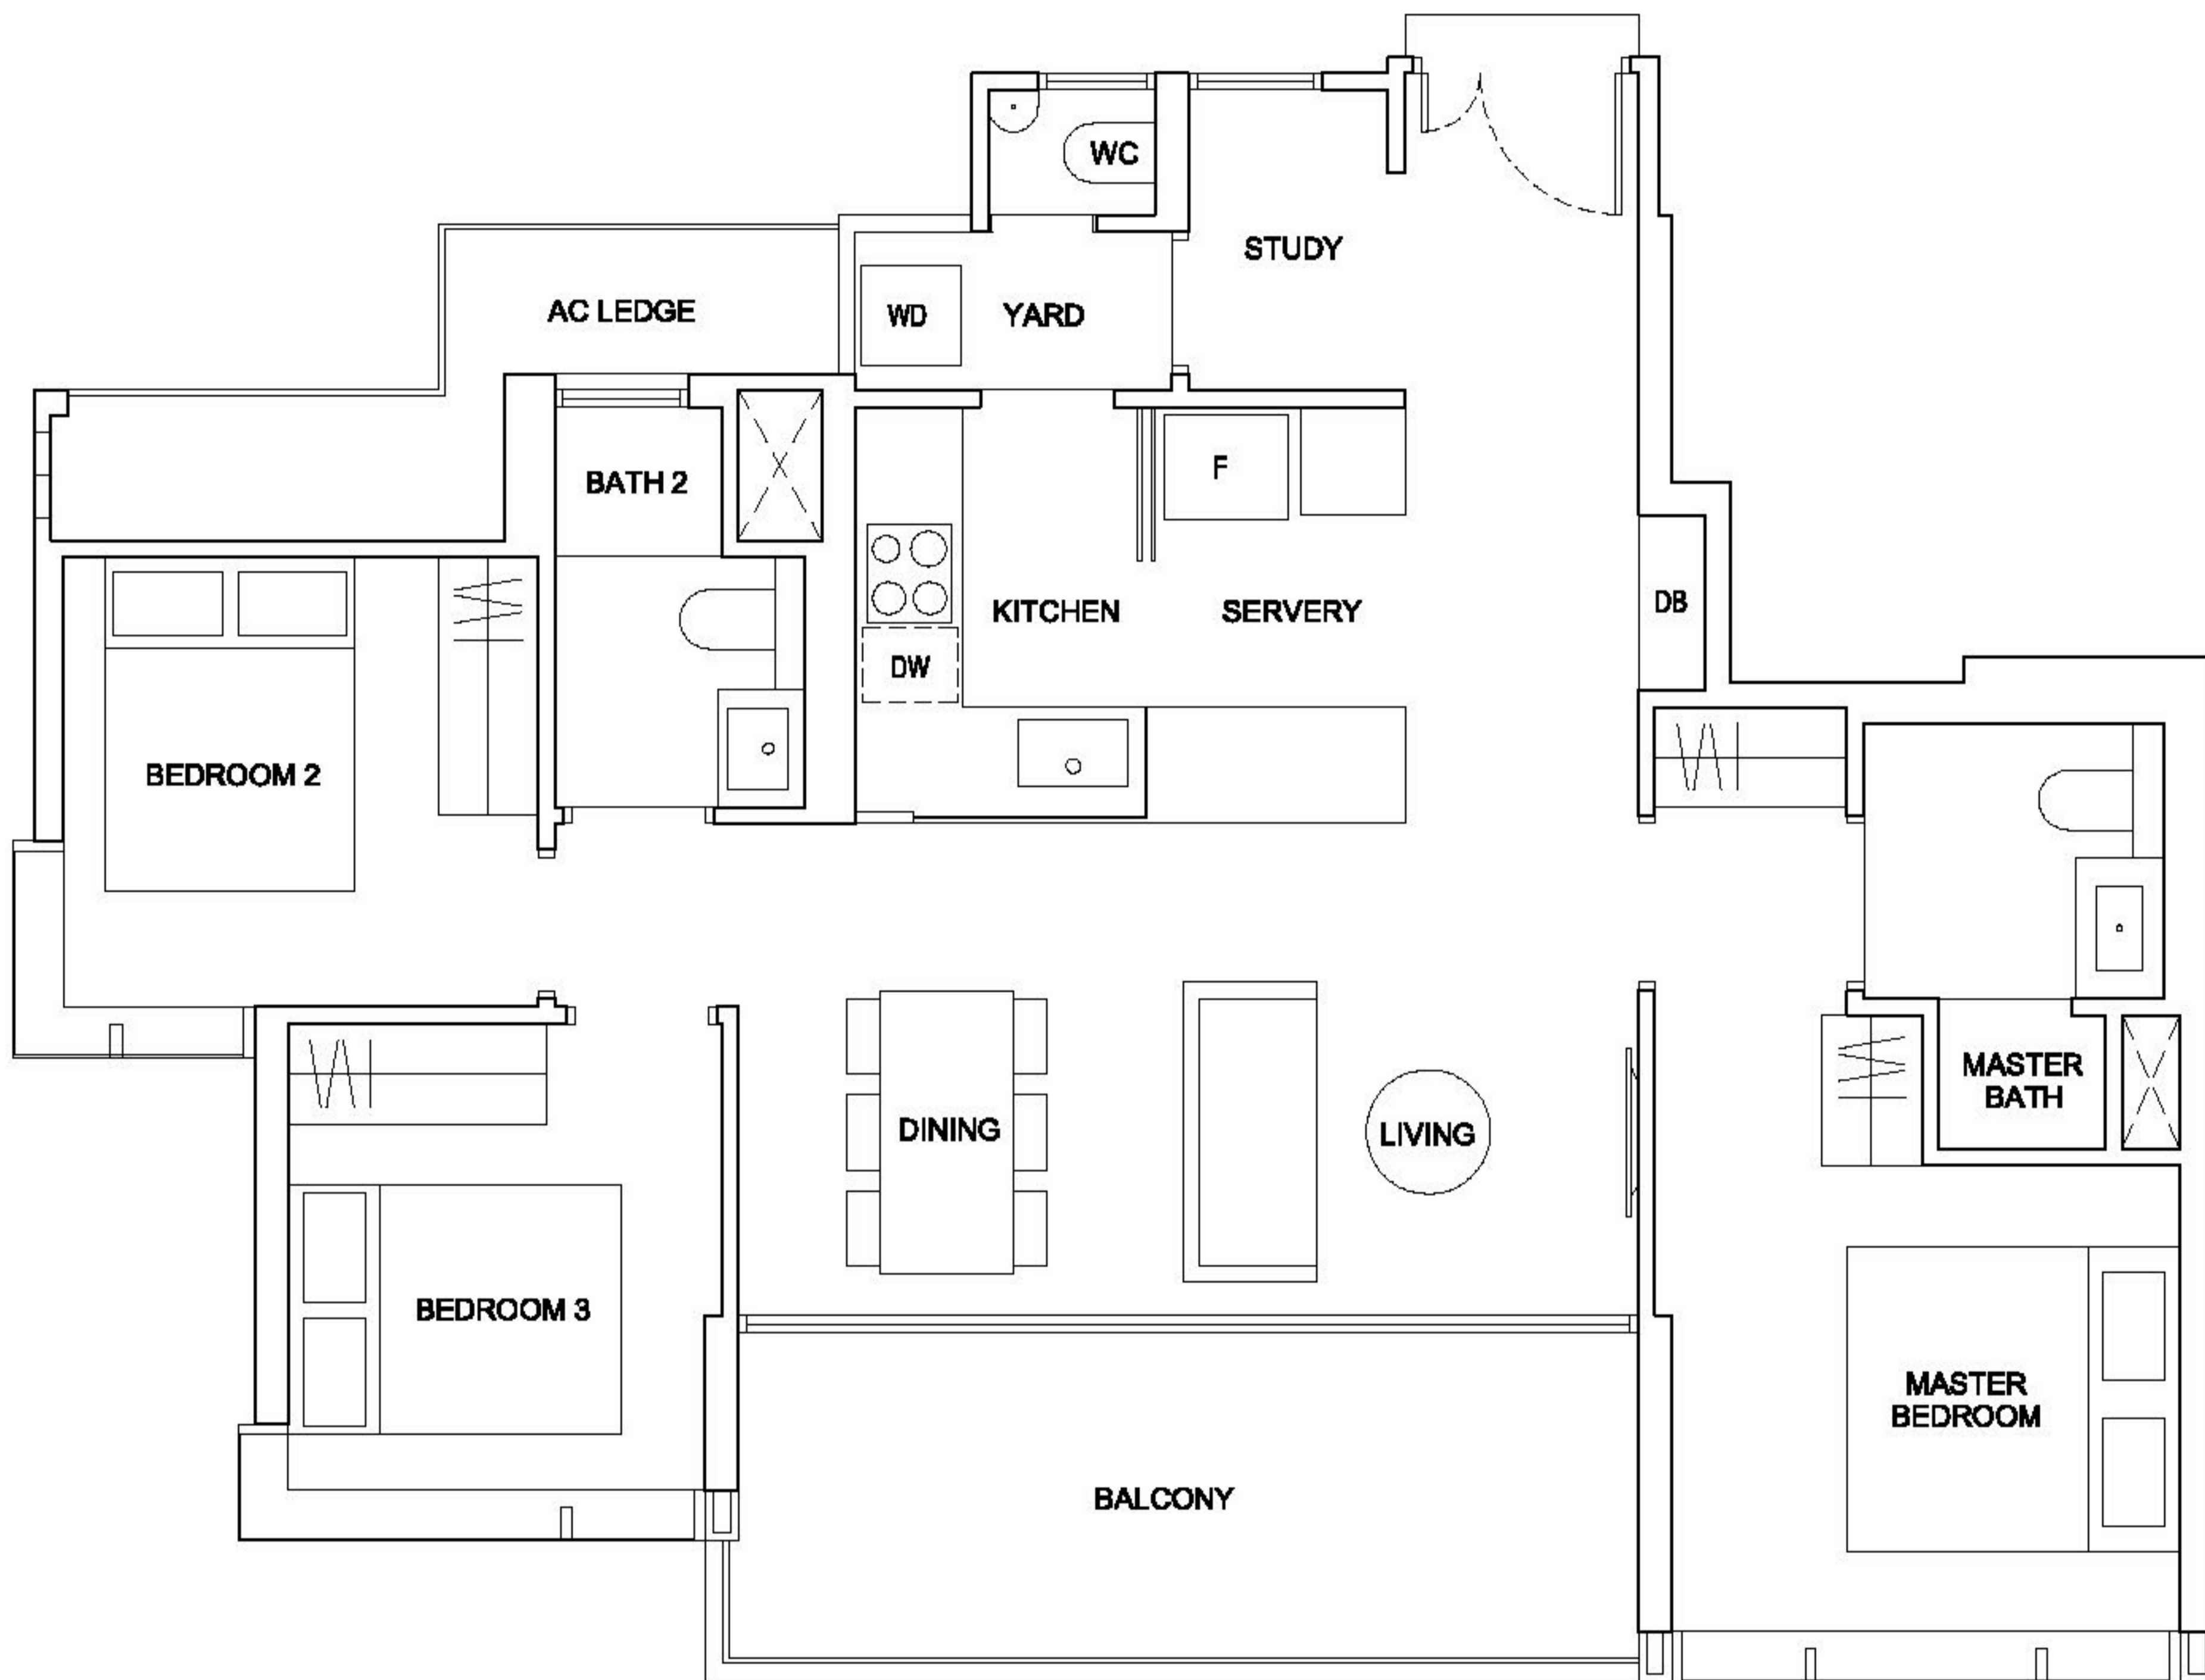 WC
STUDY
AC LEDGE
WD
YARD
BATH 2
F
KITCHEN
SERVERY
DB
DW
BEDROOM 2
W
W
W
W
MASTER
BATH
DINING
LIVING
BEDROOM 3
MASTER
BEDROOM
BALCONY